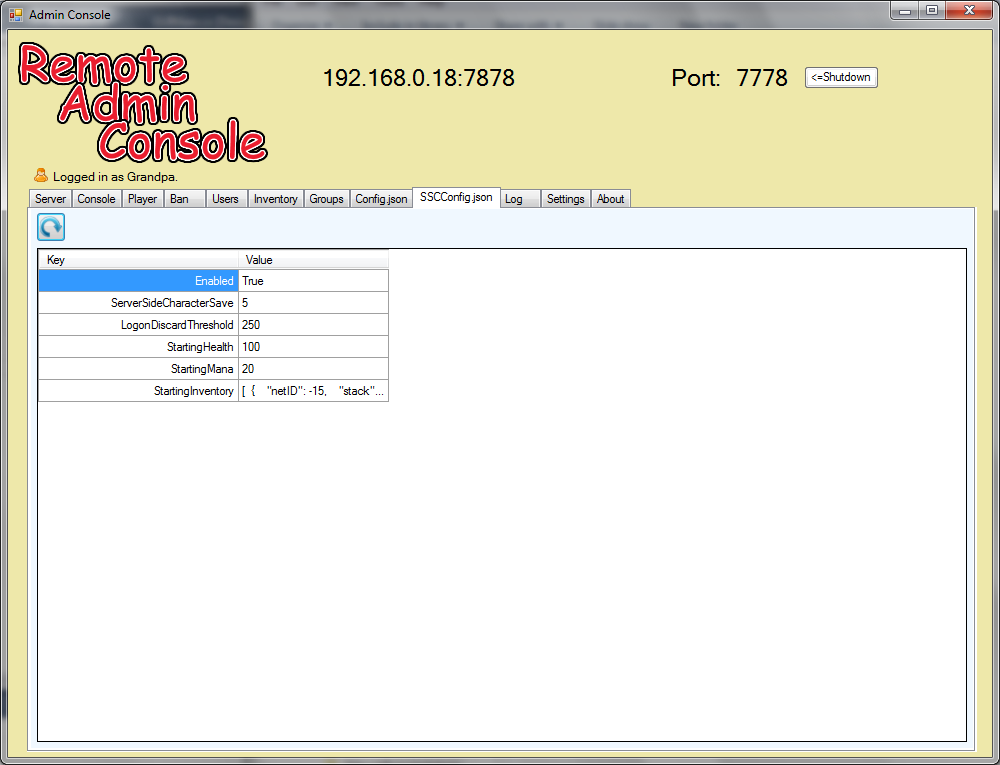 Admin Console
Remote
Admin
Console
192.168.0.18:7878
Port: 7778 <=Shutdown
Logged in as Grandpa.
Server Console Player Ban Users Inventory Groups Config.json SSCConfig.json Log Settings About
Key Value
Enabled True
ServerSideCharacterSave 5
LogonDiscardThreshold 250
StartingHealth 100
StartingMana 20
StartingInventory [ { "netID": -15, "stack"...